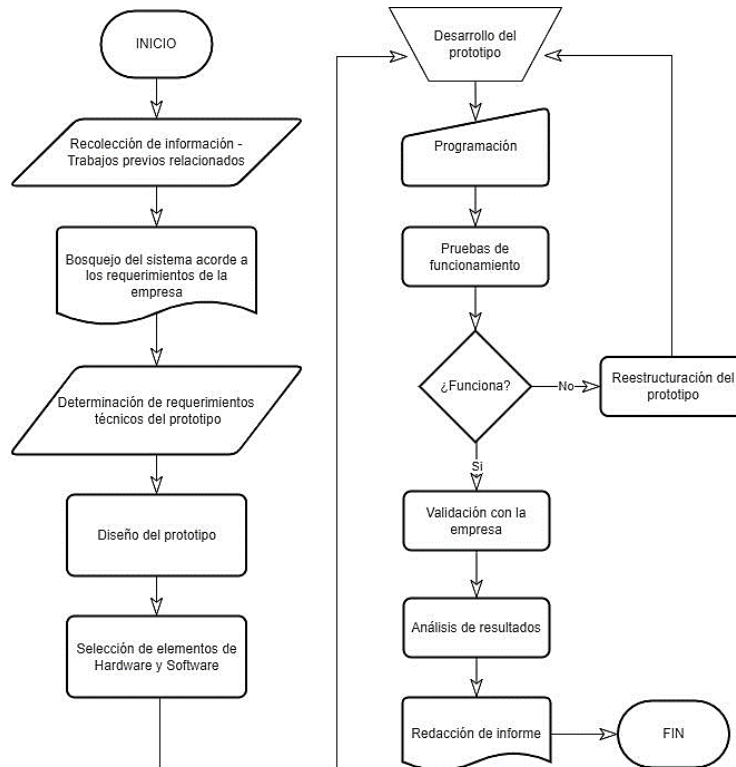 INICIO
Recolección de información -
Trabajos previos relacionados
Bosquejo del sistema acorde a
los requerimientos de la
empresa
Determinación de requerimientos
técnicos del prototipo
Diseño del prototipo
Selección de elementos de
Hardware y Software
Desarrollo del
prototipo
Programación
Pruebas de
funcionamiento
¿Funciona?
No
Reestructuración del
prototipo
Si
Validación con la
empresa
Análisis de resultados
Redacción de informe
FIN